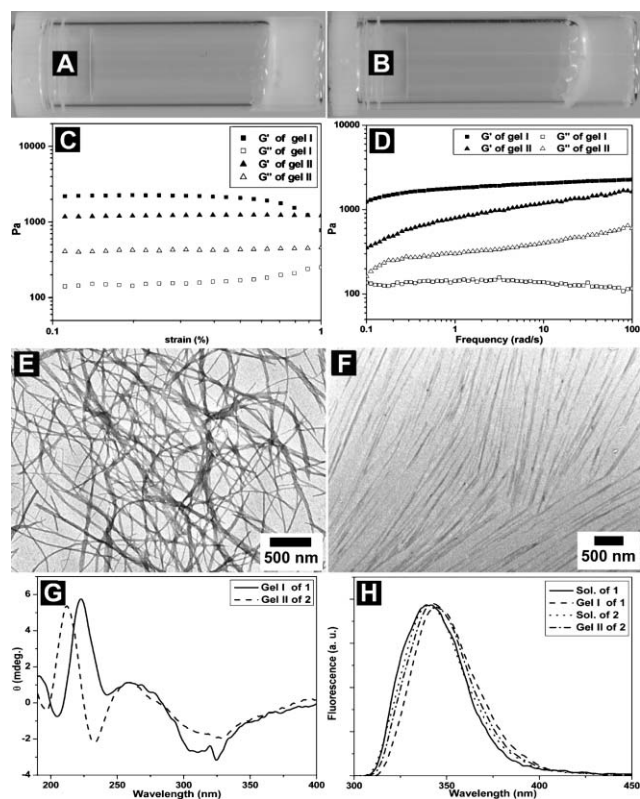 A
B
C
G' of gel I
G" of gel I
G' of gel II
G" of gel II
10000
1000
100
Pa
0.1
1
strain (%)
D
G' of gel I
G" of gel I
G' of gel II
G" of gel II
10000
1000
100
Pa
0.1
1
10
100
Frequency (rad/s)
E
500 nm
F
500 nm
G
Gel I of 1
Gel II of 2
6
4
2
0
-2
-4
θ (mdeg.)
200
250
300
350
400
Wavelength (nm)
H
Sol. of 1
Gel I of 1
Sol. of 2
Gel II of 2
Fluorescence (a. u.)
300
350
400
450
Wavelength (nm)